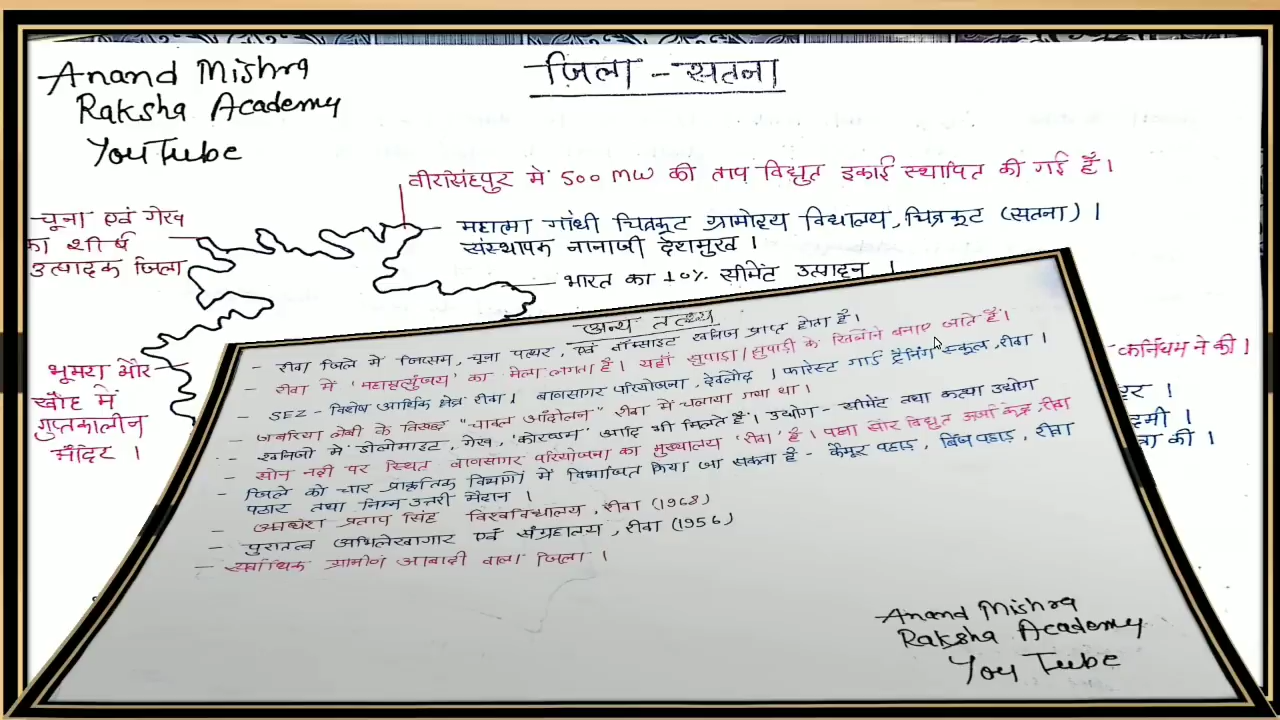 Anand Mishra
Raksha Academy
YouTube
ज़िला - सतना
वीरसिंहपुर मे 500 MW की ताप विद्युत इकाई स्थापित की गई है।
महात्मा गांधी चित्रकूट ग्रामोदय विद्यालय, चित्रकूट (सतना)।
संस्थापक नानाजी देशमुख।
भारत का 10% सीमेंट उत्पादन।
चूना एवं गेरू
का शीर्ष
उत्पादक जिला
भूमरा और
खोह में
गुप्तकालीन
मंदिर।
कनिंघम ने की।
अन्य तथ्य
- रीवा जिले में जिप्सम, चूना पत्थर, एवं बॉक्साइट खनिज प्राप्त होता है।
- रीवा में 'महामृत्युंजय' का मेला लगता है। यहाँ सुपाड़ी के खिलौने बनाए जाते है।
- SEZ - विशेष आर्थिक क्षेत्र रीवा। बाणसागर परियोजना, देवलौंद। फारेस्ट गार्ड ट्रैनिंग स्कूल, रीवा।
- जबरिया लेवी के विरुद्ध "चावल आंदोलन" रीवा में चलाया गया था।
- खनिजो में डोलोमाइट, गेरू, 'कोरण्डम' आदि भी मिलते है। उद्योग - सीमेंट तथा कत्था उद्योग
- सोन नदी पर स्थित बाणसागर परियोजना का मुख्यालय 'रीवा' है। सौर विद्युत ऊर्जा केन्द्र, रीवा
- जिले को चार प्राकृतिक विभागों में विभाजित किया जा सकता है - कैमूर पहाड़, बिंझ पहाड़, रीवा
पठार तथा निम्न उत्तरी मैदान।
- अवधेश प्रताप सिंह विश्वविद्यालय, रीवा (1968)
- पुरातत्व अभिलेखागार एवं संग्रहालय, रीवा (1956)
- सर्वाधिक ग्रामीण आबादी वाला जिला।
Anand Mishra
Raksha Academy
You Tube